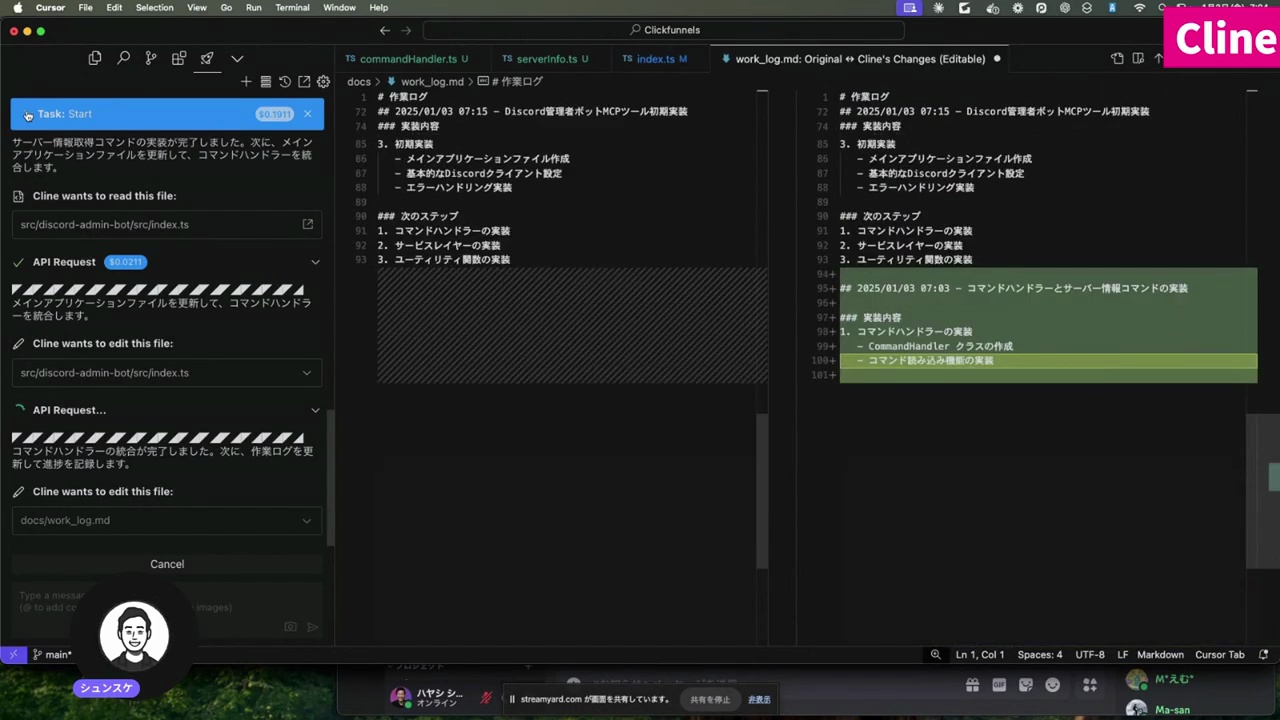 Cursor File Edit Selection View Go Run Terminal Window Help
Cline
Clickfunnels
commandHandler.ts U
serverInfo.ts U
index.ts M
work_log.md: Original ↔ Cline's Changes (Editable)
docs > work_log.md > # 作業ログ
Task: Start
$0.1911
サーバー情報取得コマンドの実装が完了しました。次に、メイン
アプリケーションファイルを更新して、コマンドハンドラーを統
合します。
Cline wants to read this file:
src/discord-admin-bot/src/index.ts
API Request $0.0211
メインアプリケーションファイルを更新して、コマンドハンドラ
ーを統合します。
Cline wants to edit this file:
src/discord-admin-bot/src/index.ts
API Request...
コマンドハンドラーの統合が完了しました。次に、作業ログを更
新して進捗を記録します。
Cline wants to edit this file:
docs/work_log.md
Cancel
Type a messa
(@ to add co
images)
シュンスケ
1 # 作業ログ
72 ## 2025/01/03 07:15 - Discord管理者ボットMCPツール初期実装
74 ### 実装内容
85 3. 初期実装
86 - メインアプリケーションファイル作成
87 - 基本的なDiscordクライアント設定
88 - エラーハンドリング実装
89
90 ### 次のステップ
91 1. コマンドハンドラーの実装
92 2. サービスレイヤーの実装
93 3. ユーティリティ関数の実装
1 # 作業ログ
72 ## 2025/01/03 07:15 - Discord管理者ボットMCPツール初期実装
74 ### 実装内容
85 3. 初期実装
86 - メインアプリケーションファイル作成
87 - 基本的なDiscordクライアント設定
88 - エラーハンドリング実装
89
90 ### 次のステップ
91 1. コマンドハンドラーの実装
92 2. サービスレイヤーの実装
93 3. ユーティリティ関数の実装
94+
95+ ## 2025/01/03 07:03 - コマンドハンドラーとサーバー情報コマンドの実装
96+
97+ ### 実装内容
98+ 1. コマンドハンドラーの実装
99+ - CommandHandler クラスの作成
100+ - コマンド読み込み機能の実装
101+
main*
Ln 1, Col 1 Spaces: 4 UTF-8 LF Markdown Cursor Tab
ハヤシ シ...
オンライン
streamyard.com が画面を共有しています。
共有を停止
非表示
GIF
M*えむ*
Ma-san